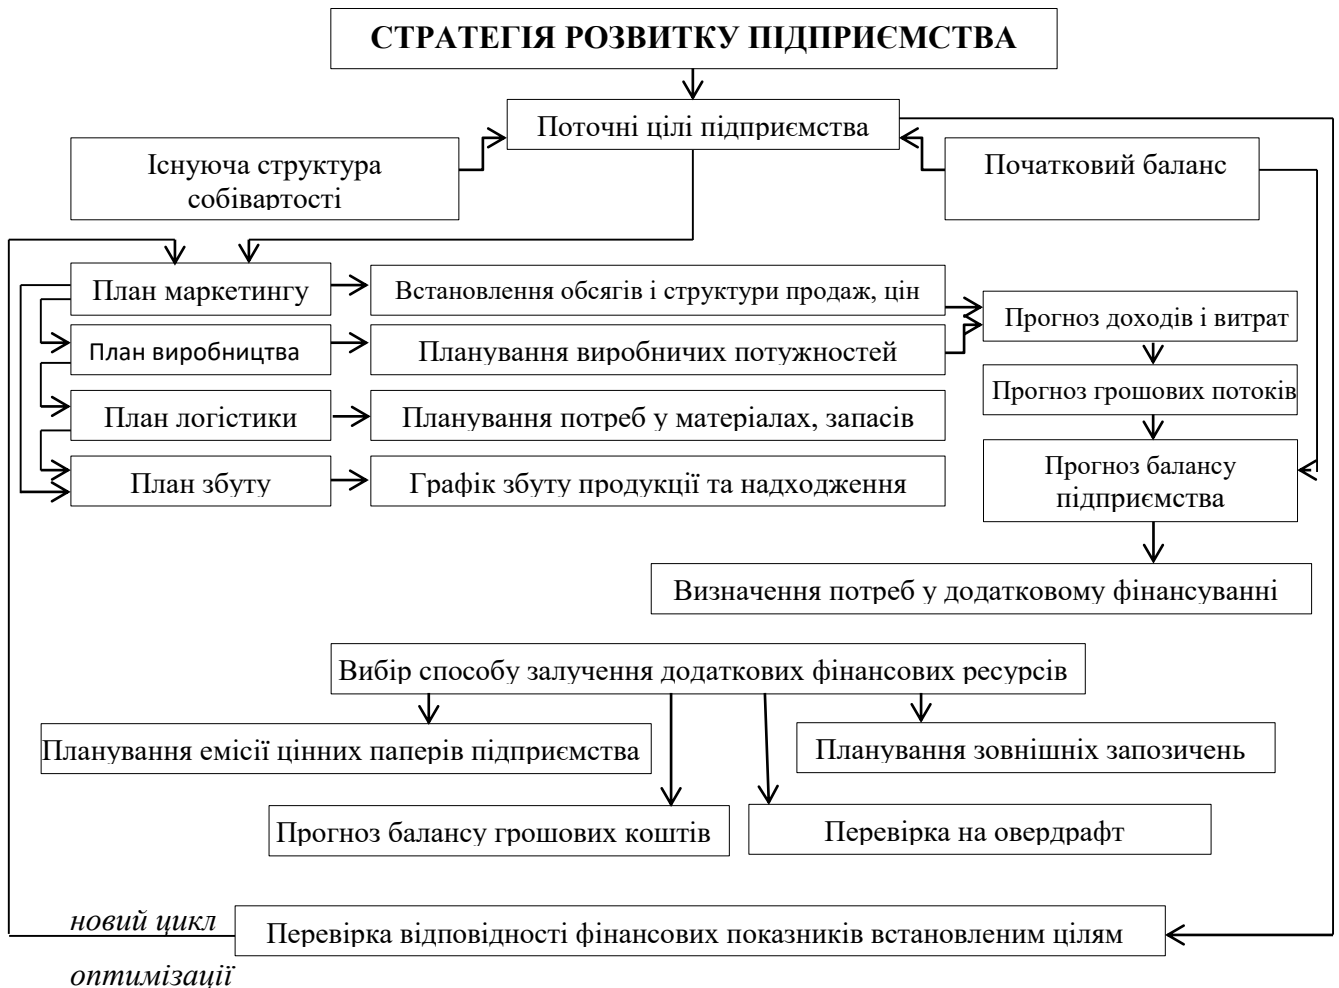 СТРАТЕГІЯ РОЗВИТКУ ПІДПРИЄМСТВА
Поточні цілі підприємства
Існуюча структура
собівартості
Початковий баланс
План маркетингу
Встановлення обсягів і структури продаж, цін
Прогноз доходів і витрат
План виробництва
Планування виробничих потужностей
Прогноз грошових потоків
План логістики
Планування потреб у матеріалах, запасів
Прогноз балансу
підприємства
План збуту
Графік збуту продукції та надходження
Визначення потреб у додатковому фінансуванні
Вибір способу залучення додаткових фінансових ресурсів
Планування емісії цінних паперів підприємства
Планування зовнішніх запозичень
Прогноз балансу грошових коштів
Перевірка на овердрафт
новий цикл
Перевірка відповідності фінансових показників встановленим цілям
оптимізації